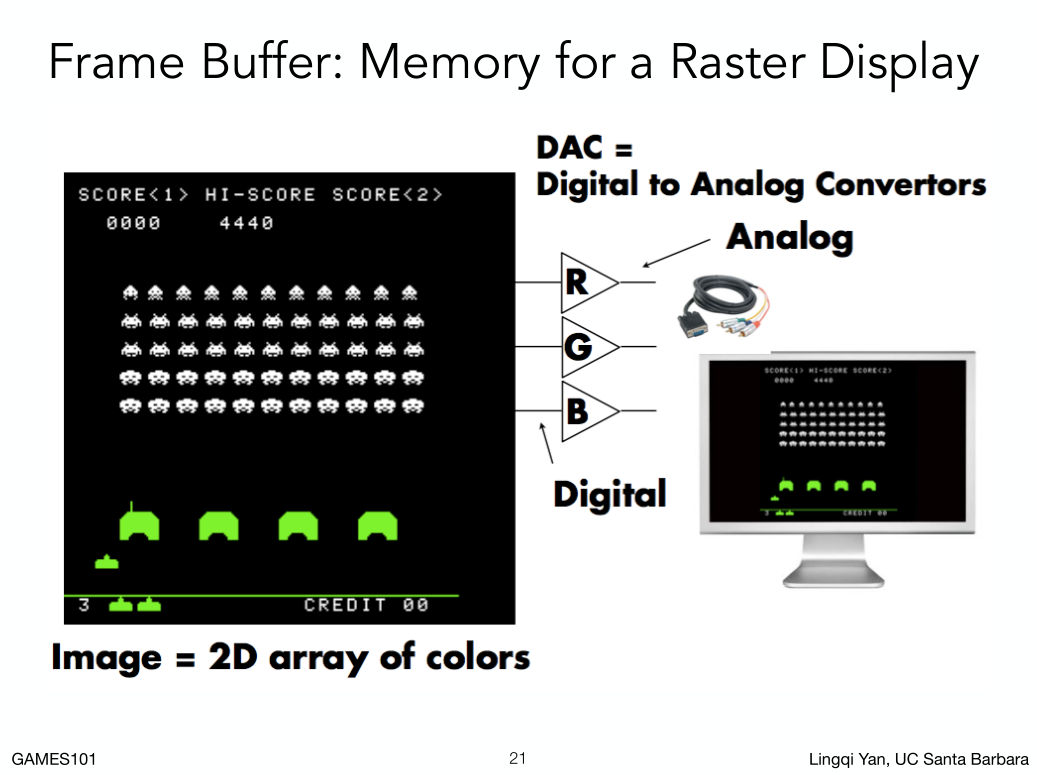 Frame Buffer: Memory for a Raster Display
DAC =
Digital to Analog Convertors
Analog
SCORE<1> HI-SCORE SCORE<2>
0000 4440
R
G
B
Digital
SCORE<1> HI-SCORE SCORE<2>
0000 4440
3 CREDIT 00
3 CREDIT 00
Image = 2D array of colors
GAMES101 21 Lingqi Yan, UC Santa Barbara